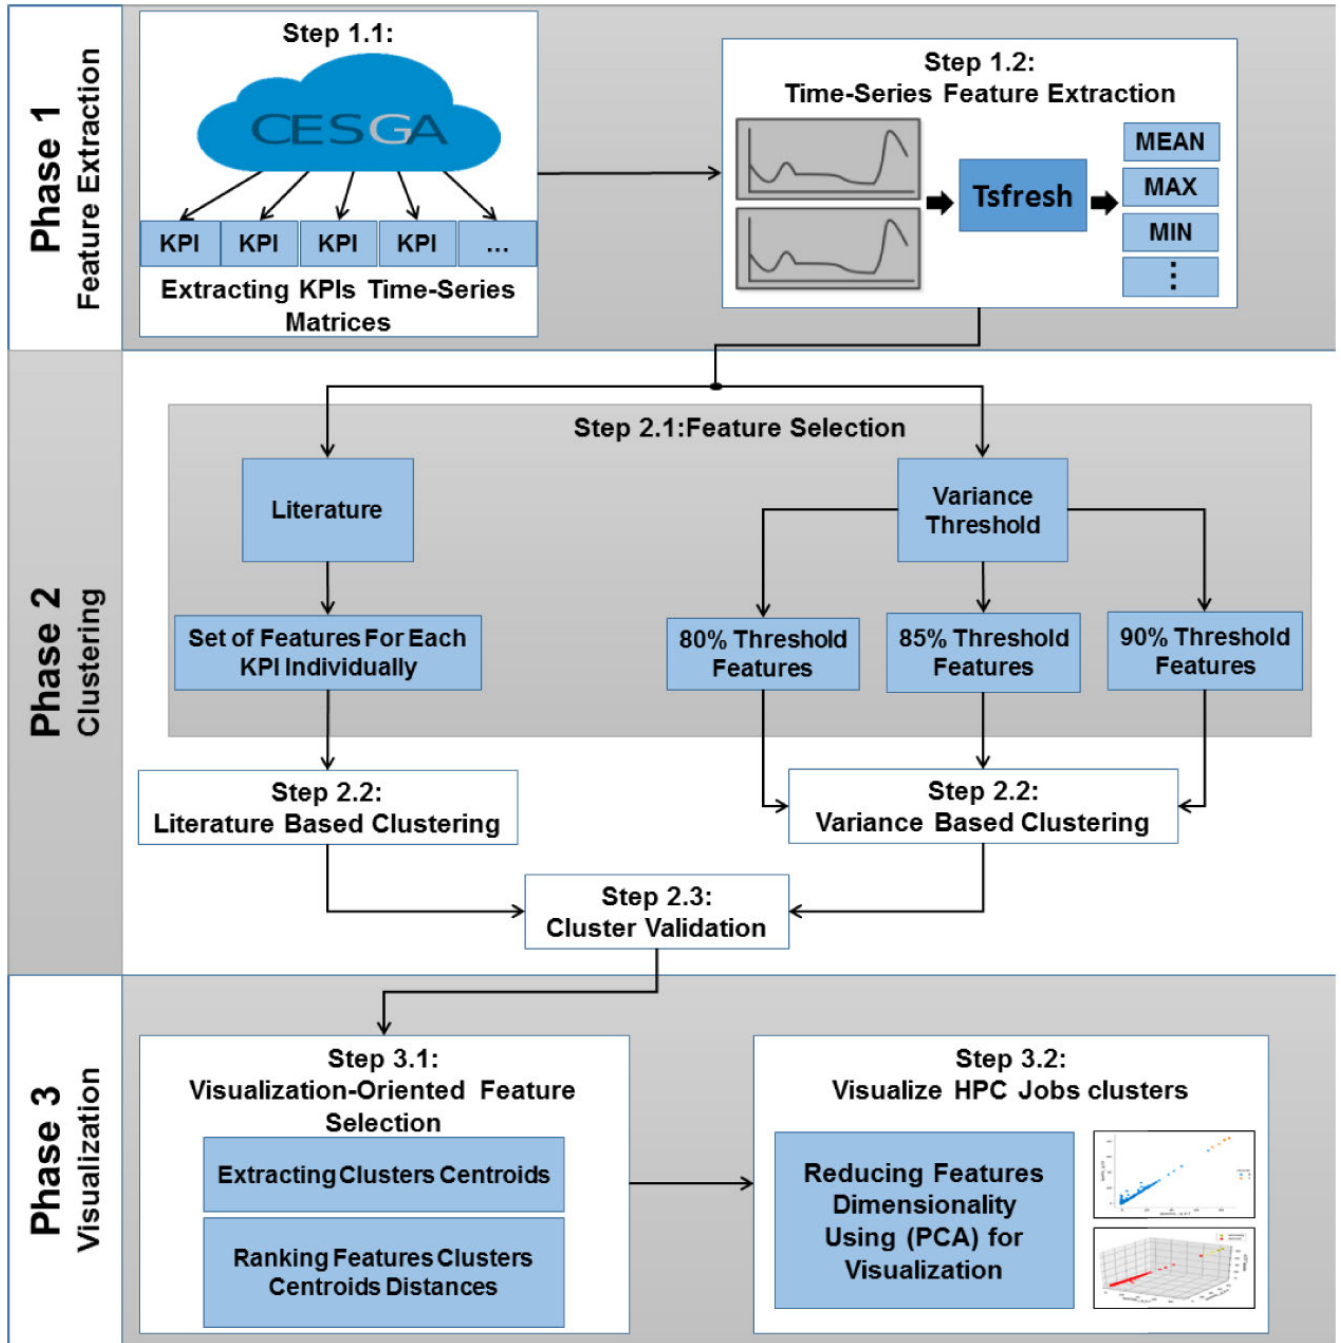 Phase 1
Feature Extraction
Step 1.1:
CESGA
KPI
KPI
KPI
KPI
...
Extracting KPIs Time-Series
Matrices
Step 1.2:
Time-Series Feature Extraction
Tsfresh
MEAN
MAX
MIN
⋮
Phase 2
Clustering
Step 2.1:Feature Selection
Literature
Variance
Threshold
Set of Features For Each
KPI Individually
80% Threshold
Features
85% Threshold
Features
90% Threshold
Features
Step 2.2:
Literature Based Clustering
Step 2.2:
Variance Based Clustering
Step 2.3:
Cluster Validation
Phase 3
Visualization
Step 3.1:
Visualization-Oriented Feature
Selection
Extracting Clusters Centroids
Ranking Features Clusters
Centroids Distances
Step 3.2:
Visualize HPC Jobs clusters
Reducing Features
Dimensionality
Using (PCA) for
Visualization